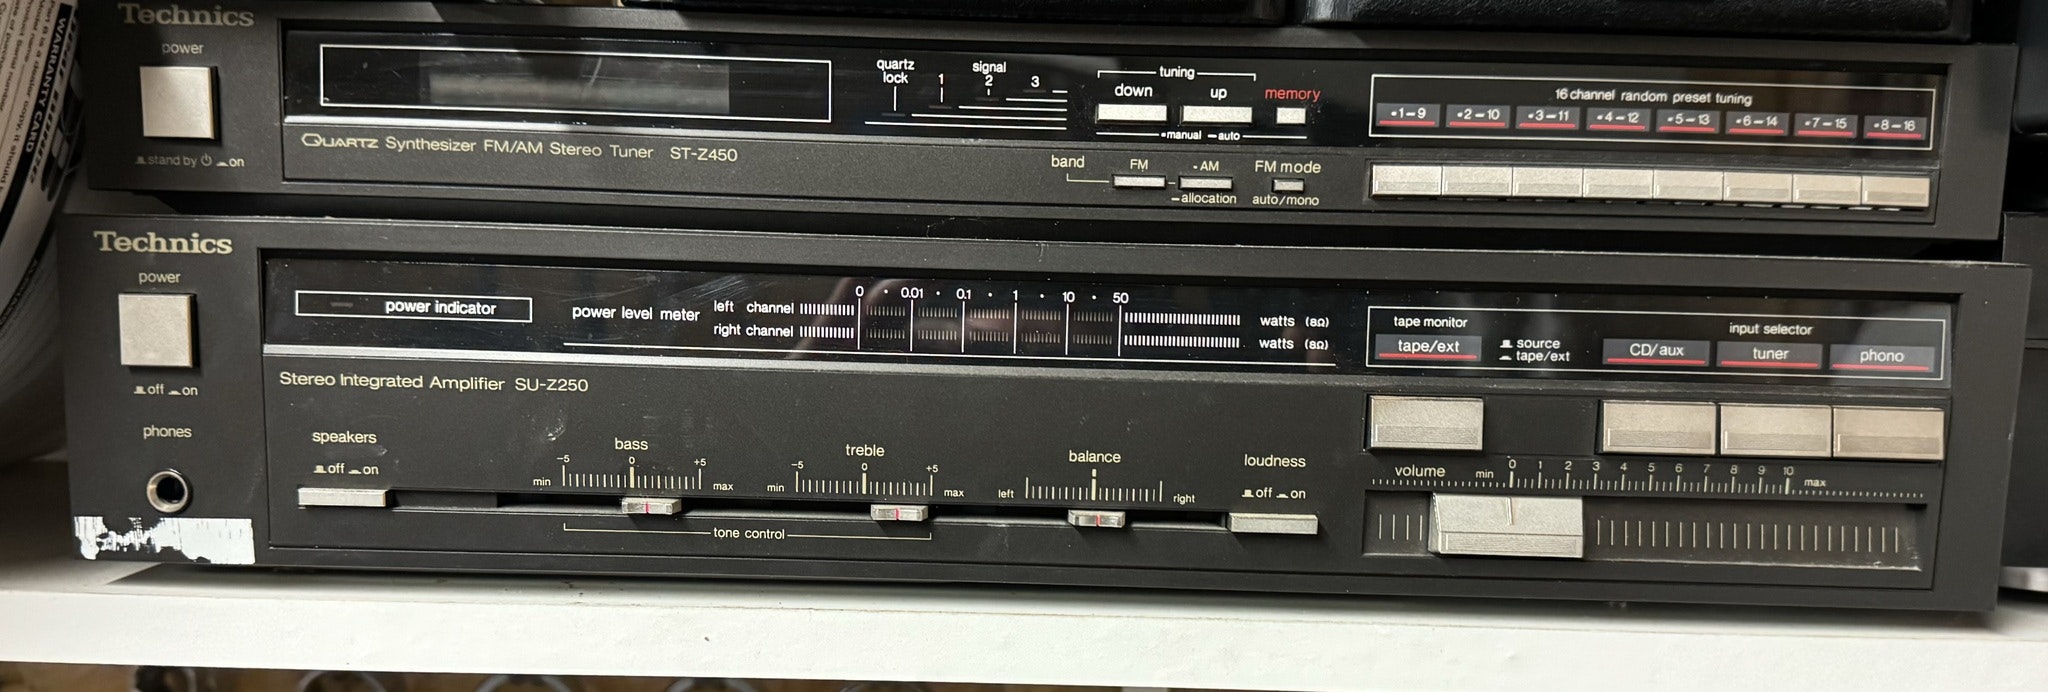 Technics
power
stand by on
quartz
lock
signal
1 2 3
tuning
down up memory
manual auto
16 channel random preset tuning
1-9 2-10 3-11 4-12 5-13 6-14 7-15 8-16
QUARTZ Synthesizer FM/AM Stereo Tuner ST-Z450
band FM AM
allocation
FM mode
auto/mono
WARRANTY CARD
Technics
power
off on
phones
power indicator
power level meter
0 0.01 0.1 1 10 50
left channel watts (8Ω)
right channel watts (8Ω)
tape monitor
tape/ext
source
tape/ext
input selector
CD/aux tuner phono
Stereo Integrated Amplifier SU-Z250
speakers
off on
bass
-5 0 +5
min max
treble
-5 0 +5
min max
tone control
balance
left right
loudness
off on
volume min 0 1 2 3 4 5 6 7 8 9 10 max